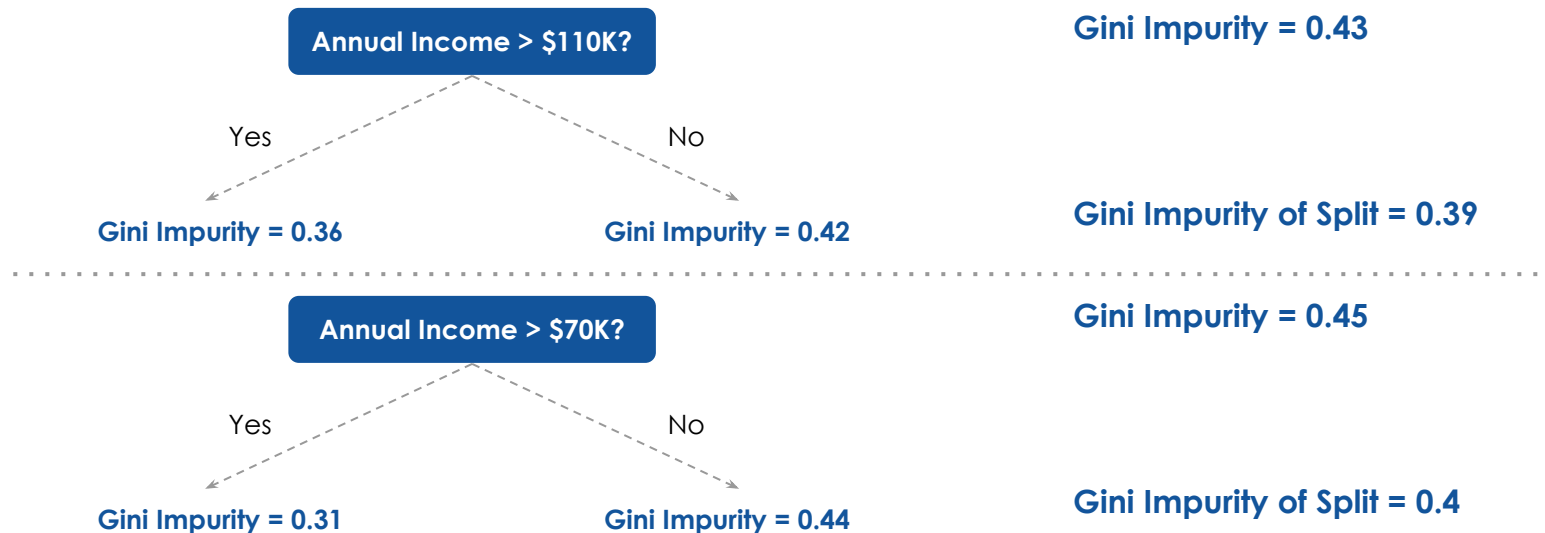 Annual Income > $110K?
Gini Impurity = 0.43
Yes
No
Gini Impurity = 0.36
Gini Impurity = 0.42
Gini Impurity of Split = 0.39
Annual Income > $70K?
Gini Impurity = 0.45
Yes
No
Gini Impurity = 0.31
Gini Impurity = 0.44
Gini Impurity of Split = 0.4